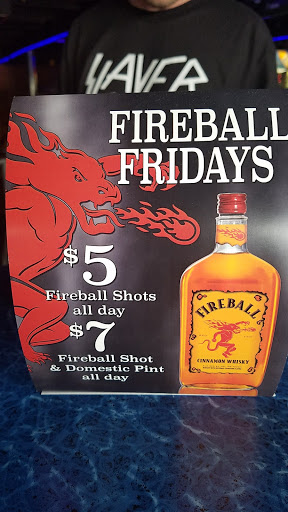 SLAYER
FIREBALL
FRIDAYS
$5
Fireball Shots
all day
$7
Fireball Shot
& Domestic Pint
all day
FIREBALL
CINNAMON WHISKY